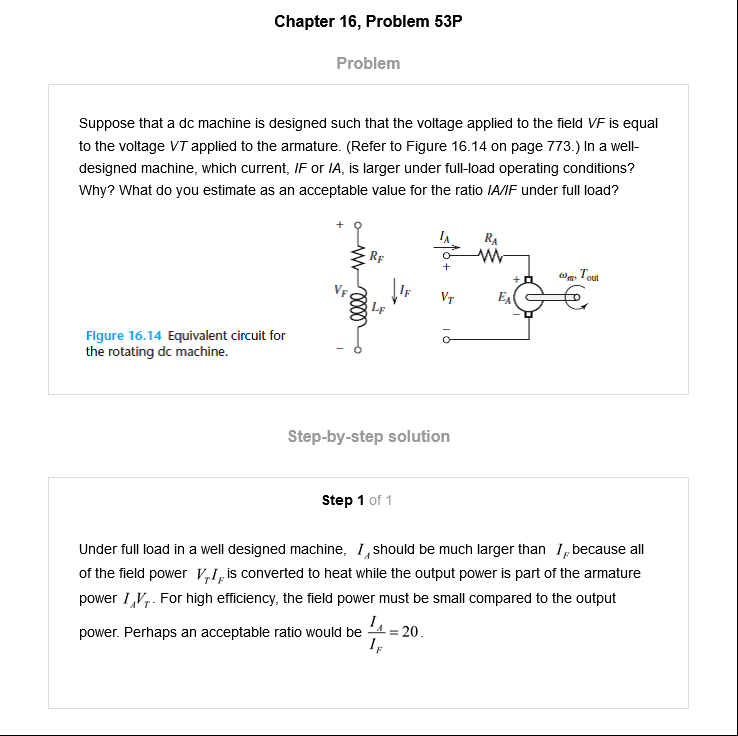 Chapter 16, Problem 53P
Problem
Suppose that a dc machine is designed such that the voltage applied to the field VF is equal
to the voltage VT applied to the armature. (Refer to Figure 16.14 on page 773.) In a well-
designed machine, which current, IF or IA, is larger under full-load operating conditions?
Why? What do you estimate as an acceptable value for the ratio IA/IF under full load?
+
R_F
V_F
I_F
L_F
–
I_A
R_A
+
V_T
–
+
E_A
–
ω_m, T_out
Figure 16.14 Equivalent circuit for
the rotating dc machine.
Step-by-step solution
Step 1 of 1
Under full load in a well designed machine, I_A should be much larger than I_F because all
of the field power V_T I_F is converted to heat while the output power is part of the armature
power I_A V_T. For high efficiency, the field power must be small compared to the output
power. Perhaps an acceptable ratio would be I_A / I_F = 20.